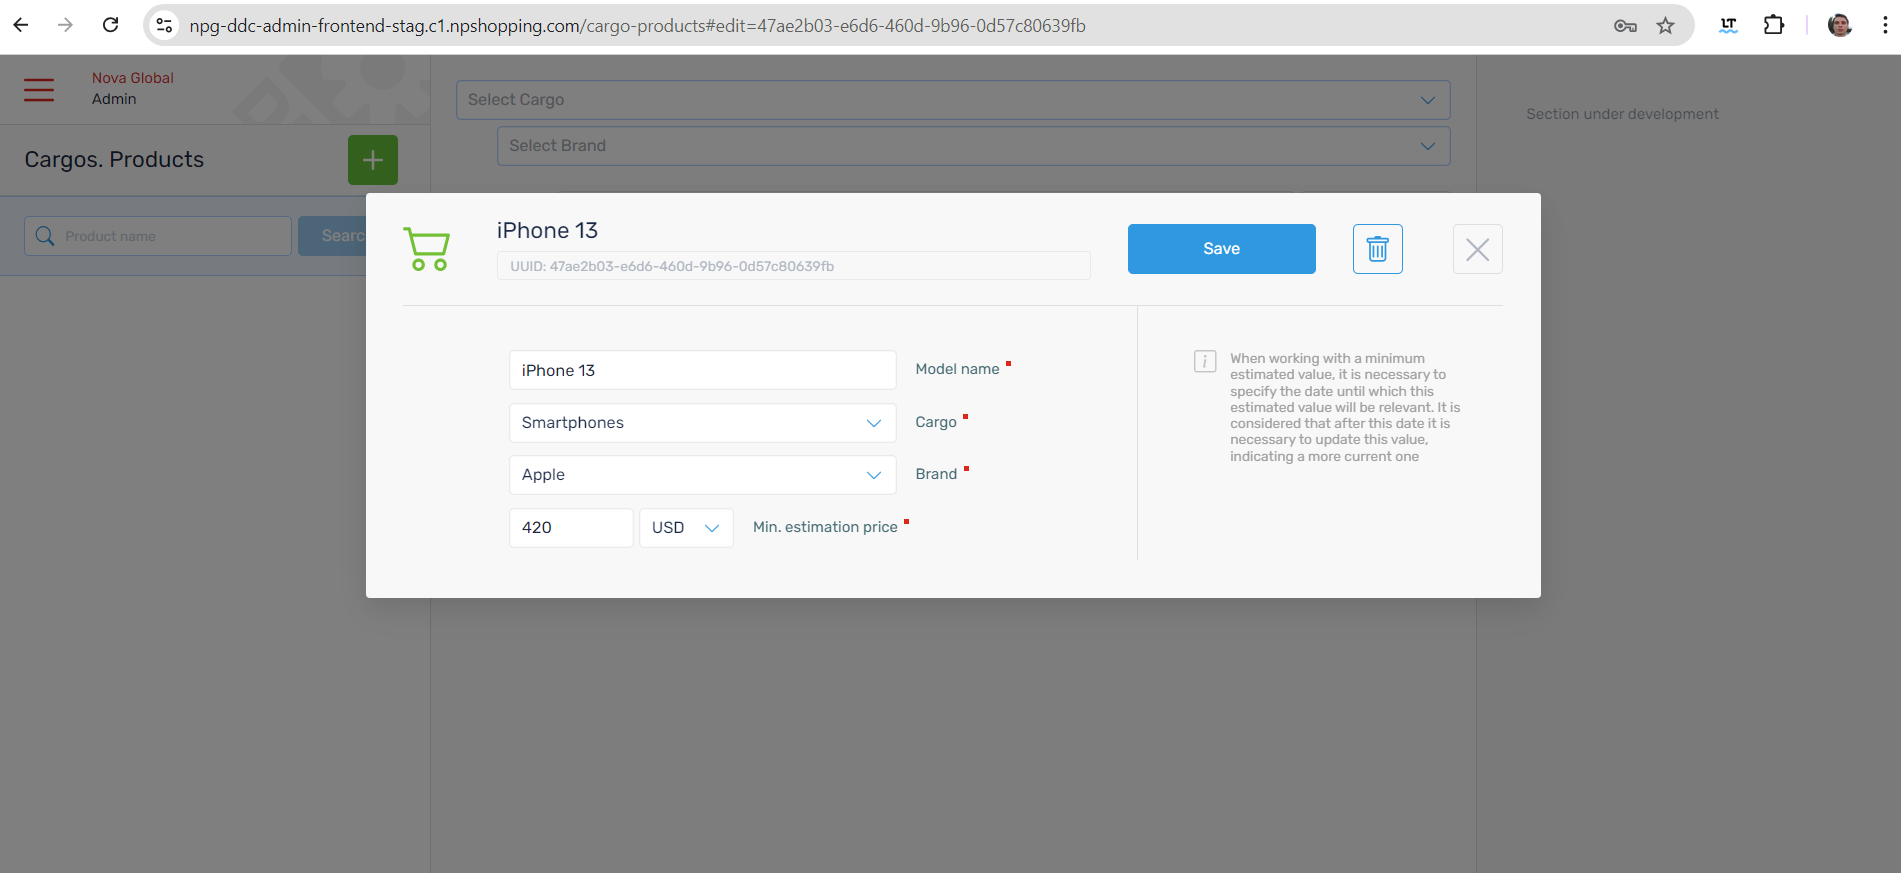 npg-ddc-admin-frontend-stag.c1.npshopping.com/cargo-products#edit=47ae2b03-e6d6-460d-9b96-0d57c80639fb
LT
Nova Global
Admin
Cargos. Products
Product name
Searc
Select Cargo
Select Brand
Section under development
iPhone 13
UUID: 47ae2b03-e6d6-460d-9b96-0d57c80639fb
Save
iPhone 13
Model name
Smartphones
Cargo
Apple
Brand
420
USD
Min. estimation price
When working with a minimum
estimated value, it is necessary to
specify the date until which this
estimated value will be relevant. It is
considered that after this date it is
necessary to update this value,
indicating a more current one